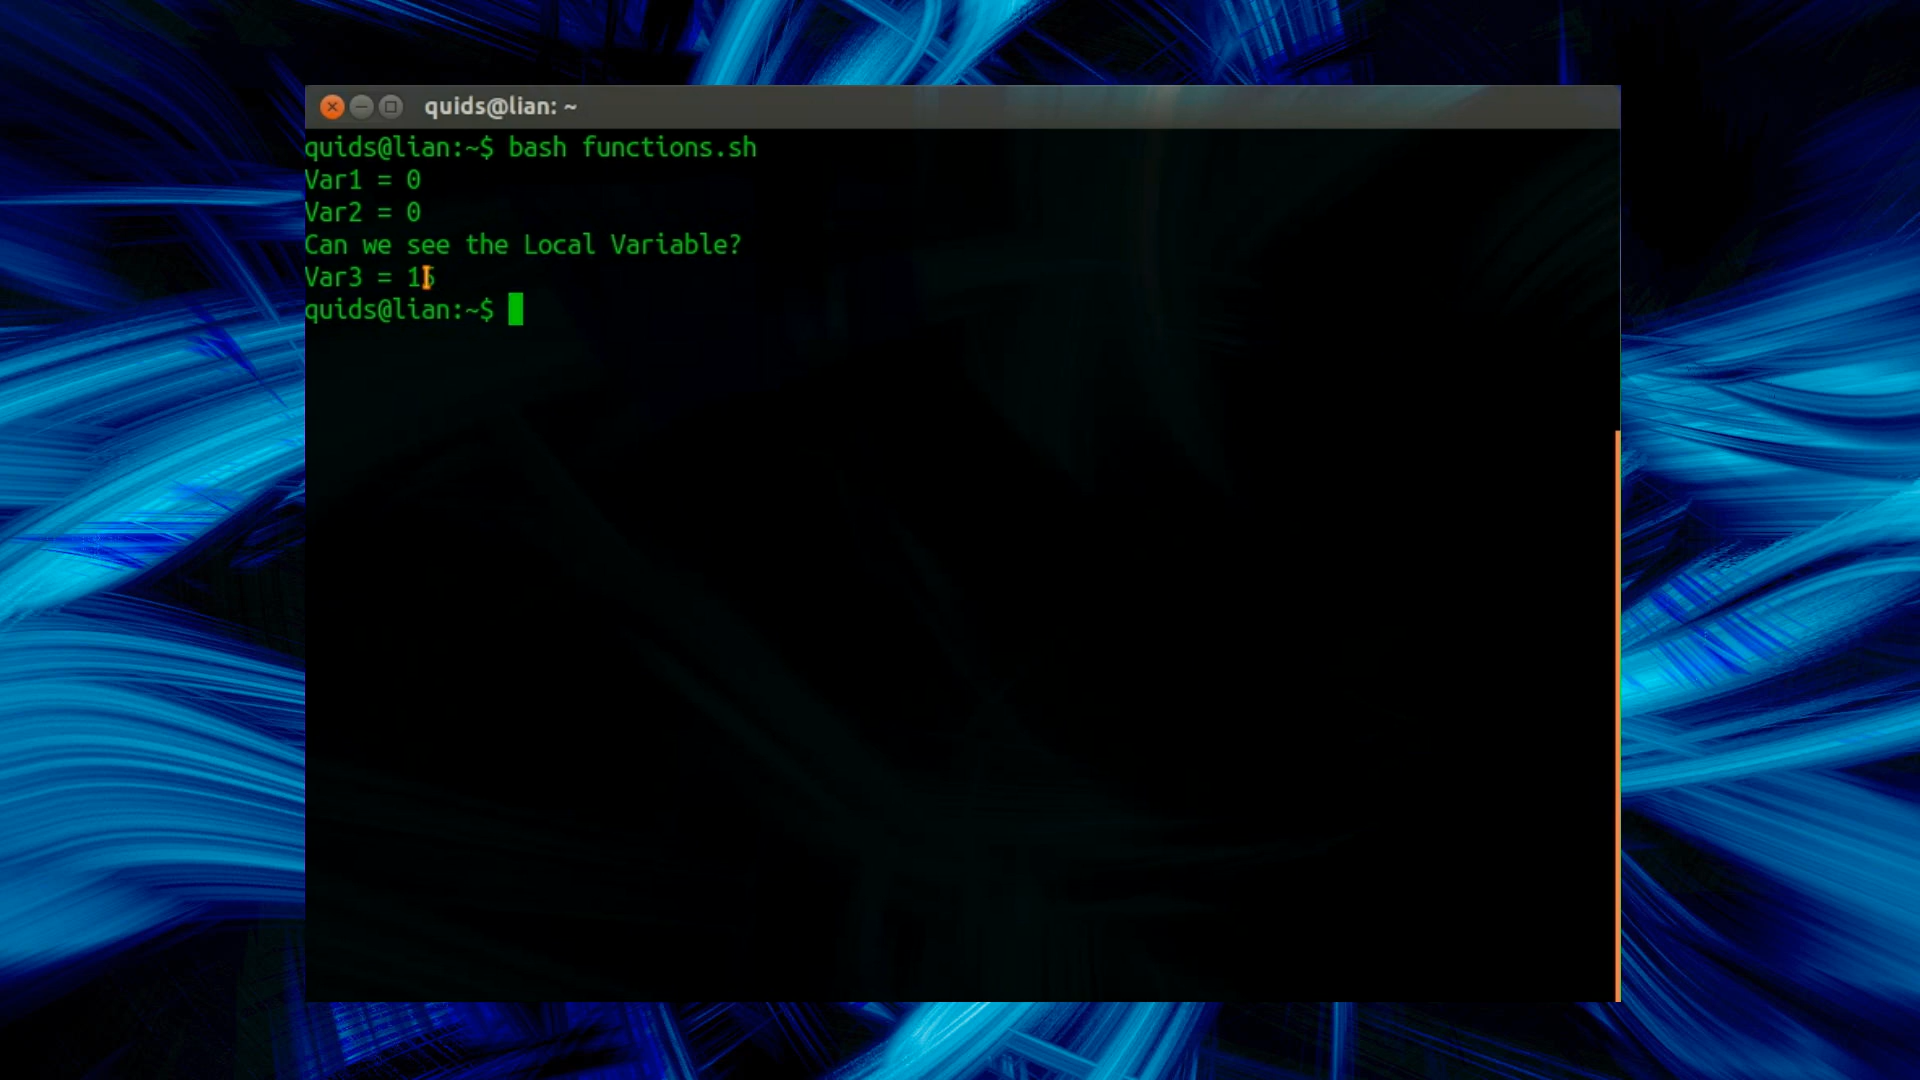 quids@lian: ~
quids@lian:~$ bash functions.sh
Var1 = 0
Var2 = 0
Can we see the Local Variable?
Var3 = 15
quids@lian:~$